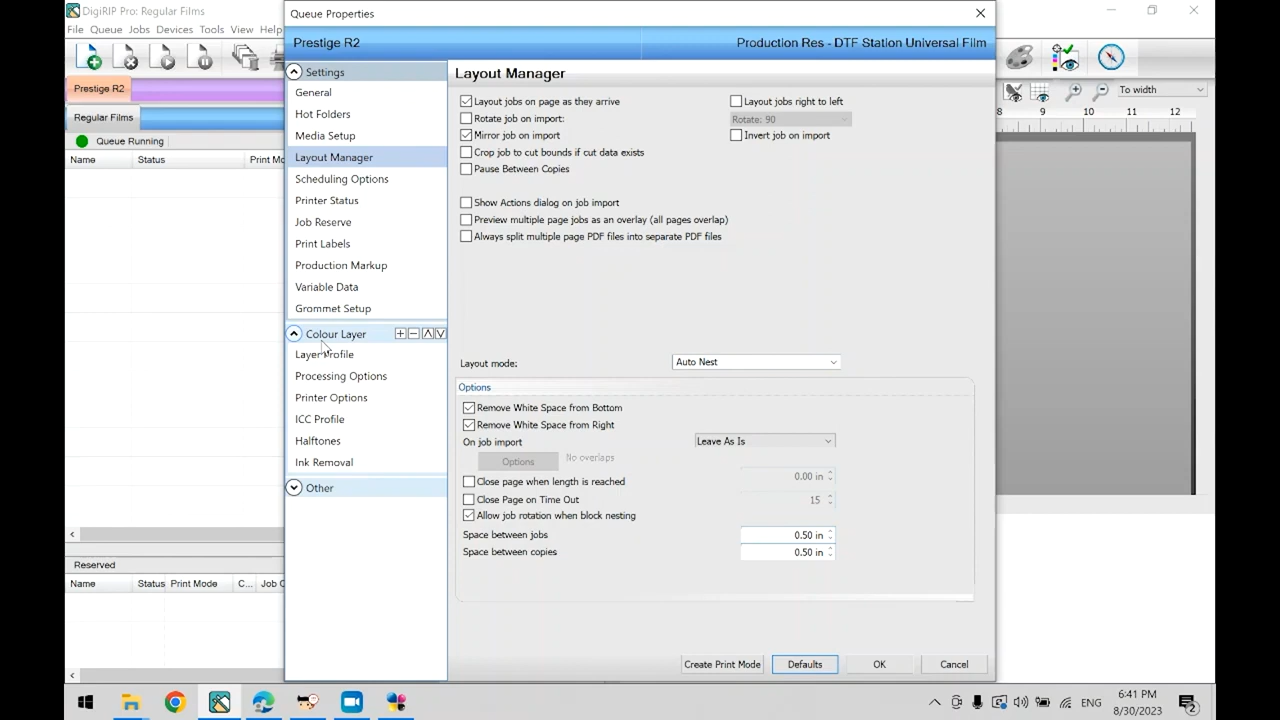 DigiRIP Pro: Regular Films
File Queue Jobs Devices Tools View Help
Prestige R2
Regular Films
Queue Running
Name Status Print Mo
Reserved
Name Status Print Mode C... Job C
Queue Properties
Prestige R2 Production Res - DTF Station Universal Film
Settings
General
Hot Folders
Media Setup
Layout Manager
Scheduling Options
Printer Status
Job Reserve
Print Labels
Production Markup
Variable Data
Grommet Setup
Colour Layer
Layer Profile
Processing Options
Printer Options
ICC Profile
Halftones
Ink Removal
Other
Layout Manager
Layout jobs on page as they arrive Layout jobs right to left
Rotate job on import: Rotate: 90
Mirror job on import Invert job on import
Crop job to cut bounds if cut data exists
Pause Between Copies
Show Actions dialog on job import
Preview multiple page jobs as an overlay (all pages overlap)
Always split multiple page PDF files into separate PDF files
Layout mode: Auto Nest
Options
Remove White Space from Bottom
Remove White Space from Right
On job import Leave As Is
Options No overlaps
Close page when length is reached 0.00 in
Close Page on Time Out 15
Allow job rotation when block nesting
Space between jobs 0.50 in
Space between copies 0.50 in
Create Print Mode Defaults OK Cancel
To width
8 9 10 11 12
ENG
6:41 PM
8/30/2023
2